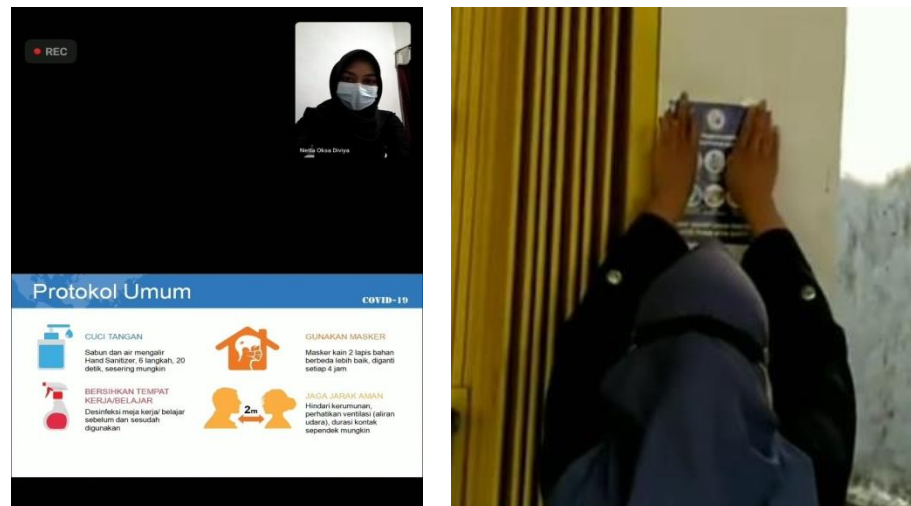 REC
Netta Oksa Diviya
Protokol Umum
COVID-19
CUCI TANGAN
Sabun dan air mengalir
Hand Sanitizer, 6 langkah, 20
detik, sesering mungkin
GUNAKAN MASKER
Masker kain 2 lapis bahan
berbeda lebih baik, diganti
setiap 4 jam
BERSIHKAN TEMPAT
KERJA/BELAJAR
Desinfeksi meja kerja/ belajar
sebelum dan sesudah
digunakan
2m
JAGA JARAK AMAN
Hindari kerumunan,
perhatikan ventilasi (aliran
udara), durasi kontak
sependek mungkin